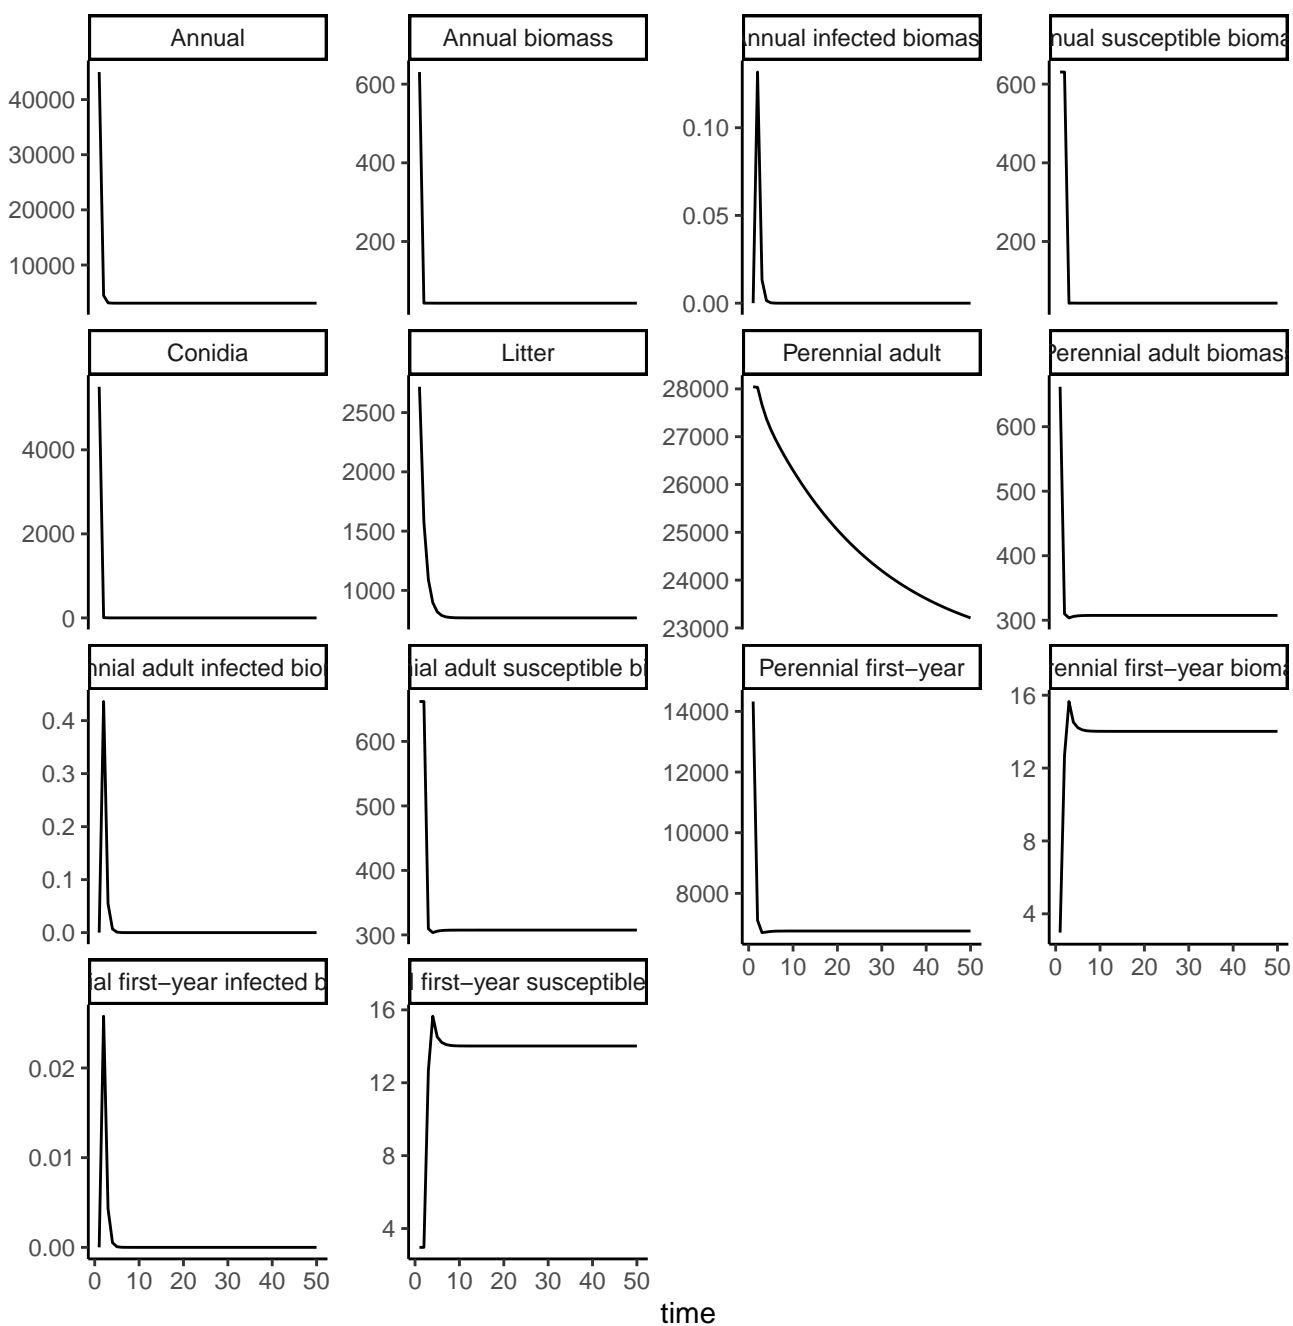 Annual
Annual biomass
nnual infected biomas
nual susceptible bioma
40000
30000
20000
10000
600
400
200
0.10
0.05
0.00
600
400
200
Conidia
Litter
Perennial adult
Perennial adult biomass
4000
2000
0
2500
2000
1500
1000
28000
27000
26000
25000
24000
23000
600
500
400
300
nnial adult infected bio
ial adult susceptible bi
Perennial first−year
rennial first−year bioma
0.4
0.3
0.2
0.1
0.0
600
500
400
300
14000
12000
10000
8000
16
12
8
4
0 10 20 30 40 50
0 10 20 30 40 50
ial first−year infected b
first−year susceptible
0.02
0.01
0.00
16
12
8
4
0 10 20 30 40 50
0 10 20 30 40 50
time